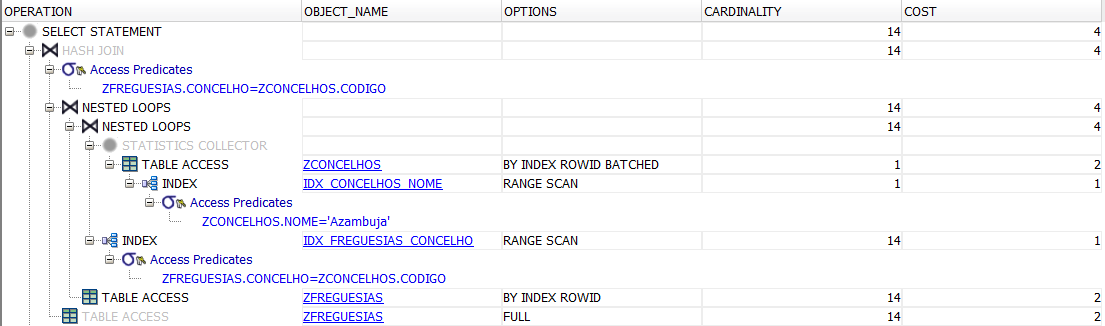 OPERATION OBJECT_NAME OPTIONS CARDINALITY COST
SELECT STATEMENT 14 4
HASH JOIN 14 4
Access Predicates
ZFREGUESIAS.CONCELHO=ZCONCELHOS.CODIGO
NESTED LOOPS 14 4
NESTED LOOPS 14 4
STATISTICS COLLECTOR
TABLE ACCESS ZCONCELHOS BY INDEX ROWID BATCHED 1 2
INDEX IDX_CONCELHOS_NOME RANGE SCAN 1 1
Access Predicates
ZCONCELHOS.NOME='Azambuja'
INDEX IDX_FREGUESIAS_CONCELHO RANGE SCAN 14 1
Access Predicates
ZFREGUESIAS.CONCELHO=ZCONCELHOS.CODIGO
TABLE ACCESS ZFREGUESIAS BY INDEX ROWID 14 2
TABLE ACCESS ZFREGUESIAS FULL 14 2